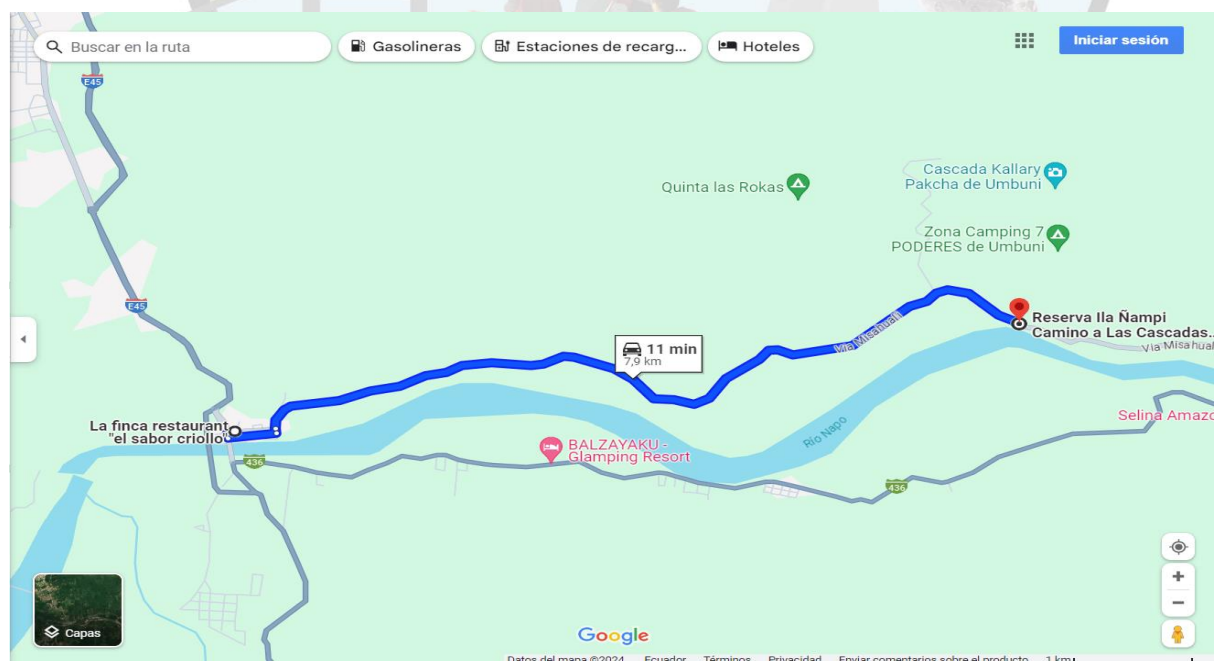 Buscar en la ruta
Gasolineras
Estaciones de recarg...
Hoteles
Iniciar sesión
E45
Cascada Kallary
Pakcha de Umbuni
Quinta las Rokas
Zona Camping 7
PODERES de Umbuni
E45
Reserva Ila Ñampi
Camino a Las Cascadas...
Vía Misahuallí
Vía Misahuall
11 min
7,9 km
La finca restaurant
"el sabor criollo"
Selina Amazo
Río Napo
BALZAYAKU -
Glamping Resort
436
436
Capas
Google
Datos del mapa ©2024 Ecuador Términos Privacidad Enviar comentarios sobre el producto 1 km